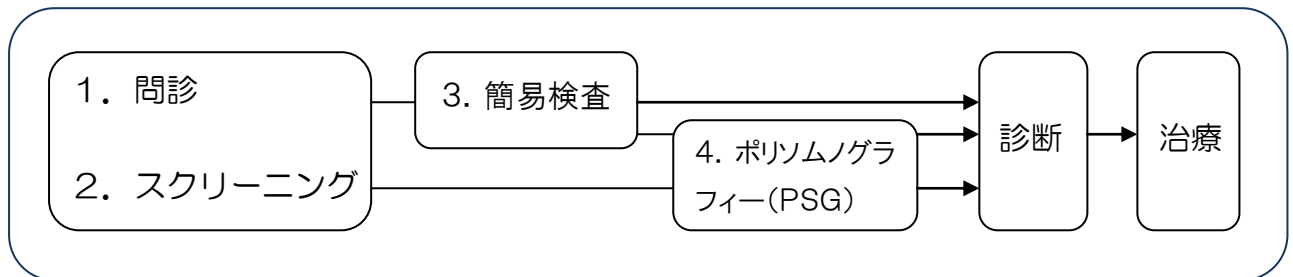 １．問診
２．スクリーニング
3．簡易検査
4．ポリソムノグラ
フィー（PSG）
診断
治療